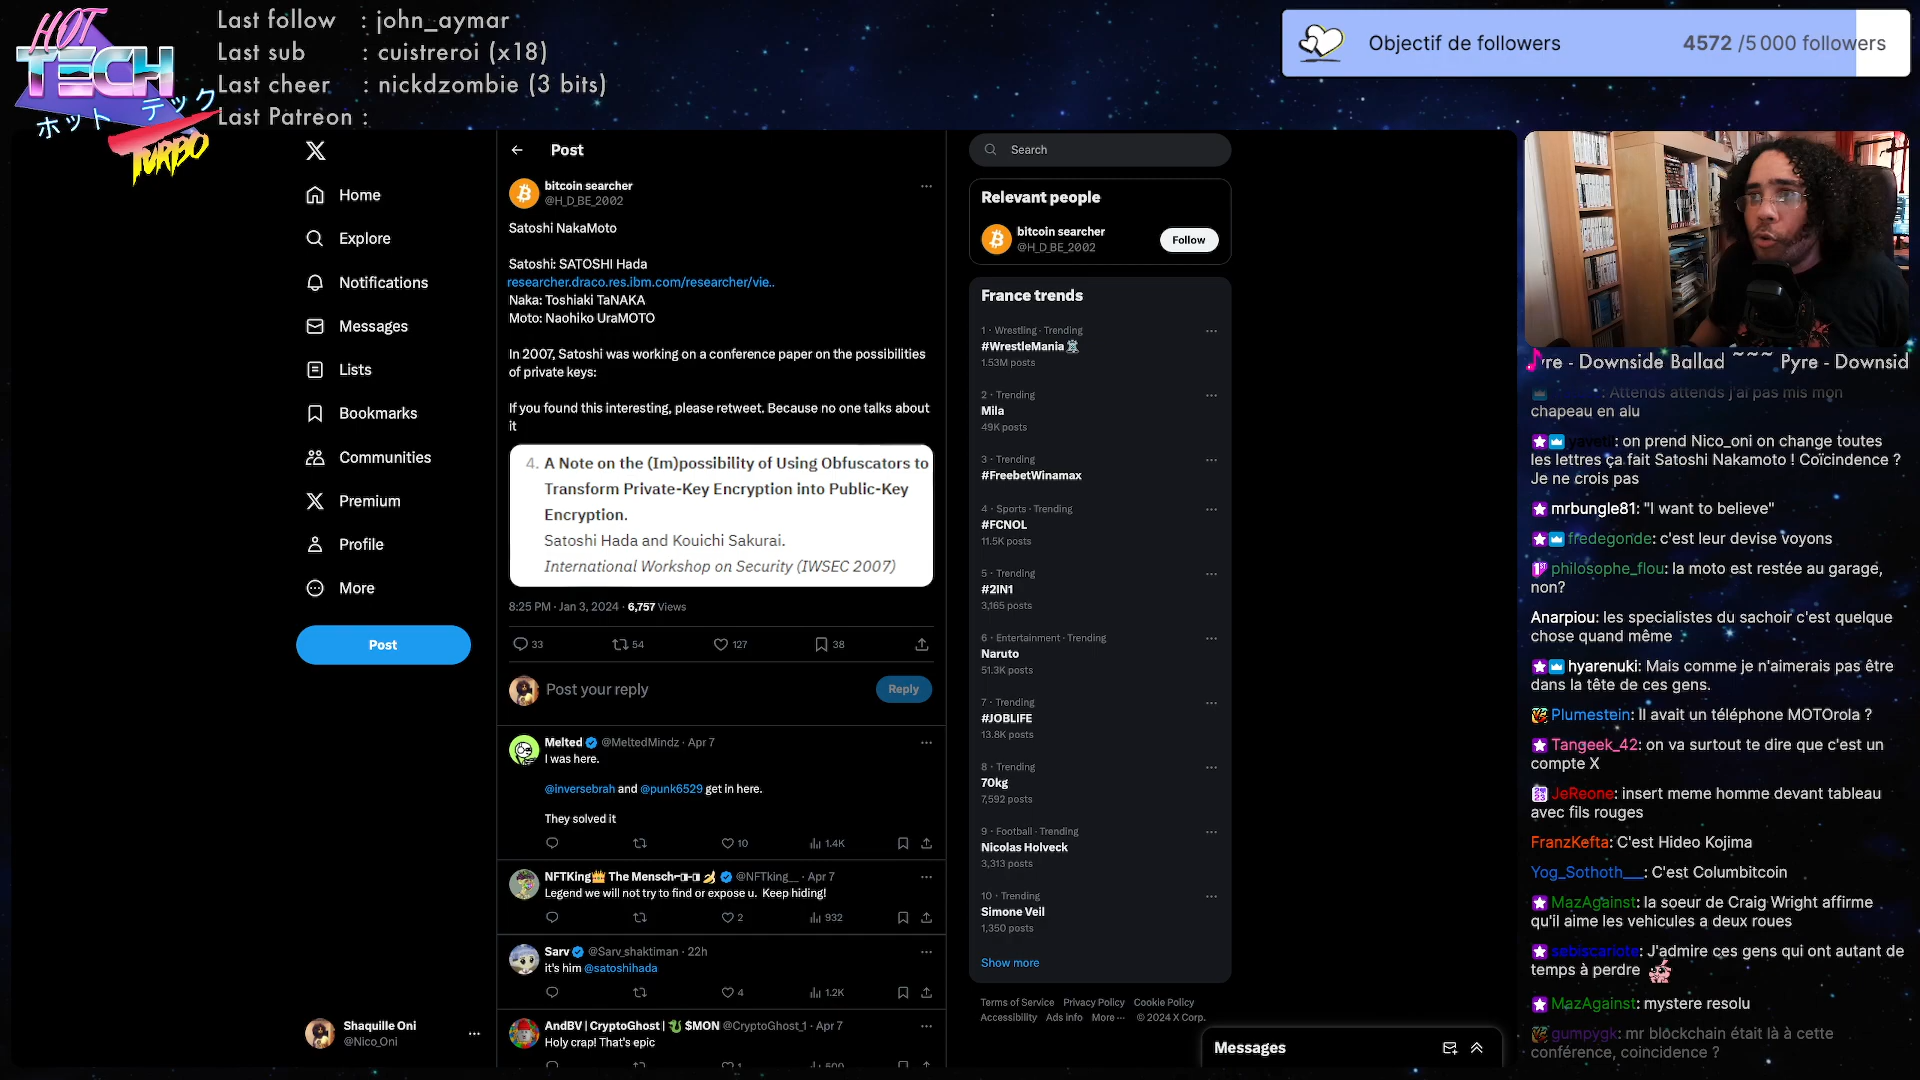 HOT
TECH
ホット テック
TURBO
Last follow : john_aymar
Last sub : cuistreroi (x18)
Last cheer : nickdzombie (3 bits)
Last Patreon :
Objectif de followers 4572 /5 000 followers
Home
Explore
Notifications
Messages
Lists
Bookmarks
Communities
Premium
Profile
More
Post
Shaquille Oni
@Nico_Oni
Post
bitcoin searcher
@H_D_BE_2002
Satoshi NakaMoto
Satoshi: SATOSHI Hada
researcher.draco.res.ibm.com/researcher/vie..
Naka: Toshiaki TaNAKA
Moto: Naohiko UraMOTO
In 2007, Satoshi was working on a conference paper on the possibilities
of private keys:
If you found this interesting, please retweet. Because no one talks about
it
4. A Note on the (Im)possibility of Using Obfuscators to
Transform Private-Key Encryption into Public-Key
Encryption.
Satoshi Hada and Kouichi Sakurai.
International Workshop on Security (IWSEC 2007)
8:25 PM · Jan 3, 2024 · 6,757 Views
33 54 127 38
Post your reply
Reply
Melted @MeltedMindz · Apr 7
I was here.
@inversebrah and @punk6529 get in here.
They solved it
10 1.4K
NFTKing The Mensch @NFTking__ · Apr 7
Legend we will not try to find or expose u. Keep hiding!
2 932
Sarv @Sarv_shaktiman · 22h
it's him @satoshihada
4 1.2K
AndBV | CryptoGhost | $MON @CryptoGhost_1 · Apr 7
Holy crap! That's epic
Search
Relevant people
bitcoin searcher
@H_D_BE_2002
Follow
France trends
1 · Wrestling · Trending
#WrestleMania
1.53M posts
2 · Trending
Mila
49K posts
3 · Trending
#FreebetWinamax
4 · Sports · Trending
#FCNOL
11.5K posts
5 · Trending
#2IN1
3,165 posts
6 · Entertainment · Trending
Naruto
51.3K posts
7 · Trending
#JOBLIFE
13.8K posts
8 · Trending
70kg
7,592 posts
9 · Football · Trending
Nicolas Holveck
3,313 posts
10 · Trending
Simone Veil
1,350 posts
Show more
Terms of Service Privacy Policy Cookie Policy
Accessibility Ads info More © 2024 X Corp.
Messages
yre - Downside Ballad ~~~ Pyre - Downsid
: Attends attends j'ai pas mis mon
chapeau en alu
: on prend Nico_oni on change toutes
les lettres ça fait Satoshi Nakamoto ! Coïcindence ?
Je ne crois pas
mrbungle81: "I want to believe"
fredegonde: c'est leur devise voyons
philosophe_flou: la moto est restée au garage,
non?
Anarpiou: les specialistes du sachoir c'est quelque
chose quand même
hyarenuki: Mais comme je n'aimerais pas être
dans la tête de ces gens.
Plumestein: Il avait un téléphone MOTOrola ?
Tangeek_42: on va surtout te dire que c'est un
compte X
JeReone: insert meme homme devant tableau
avec fils rouges
FranzKefta: C'est Hideo Kojima
Yog_Sothoth___: C'est Columbitcoin
MazAgainst: la soeur de Craig Wright affirme
qu'il aime les vehicules a deux roues
sebiscariote: J'admire ces gens qui ont autant de
temps à perdre
MazAgainst: mystere resolu
gumpygk: mr blockchain était là à cette
conférence, coincidence ?